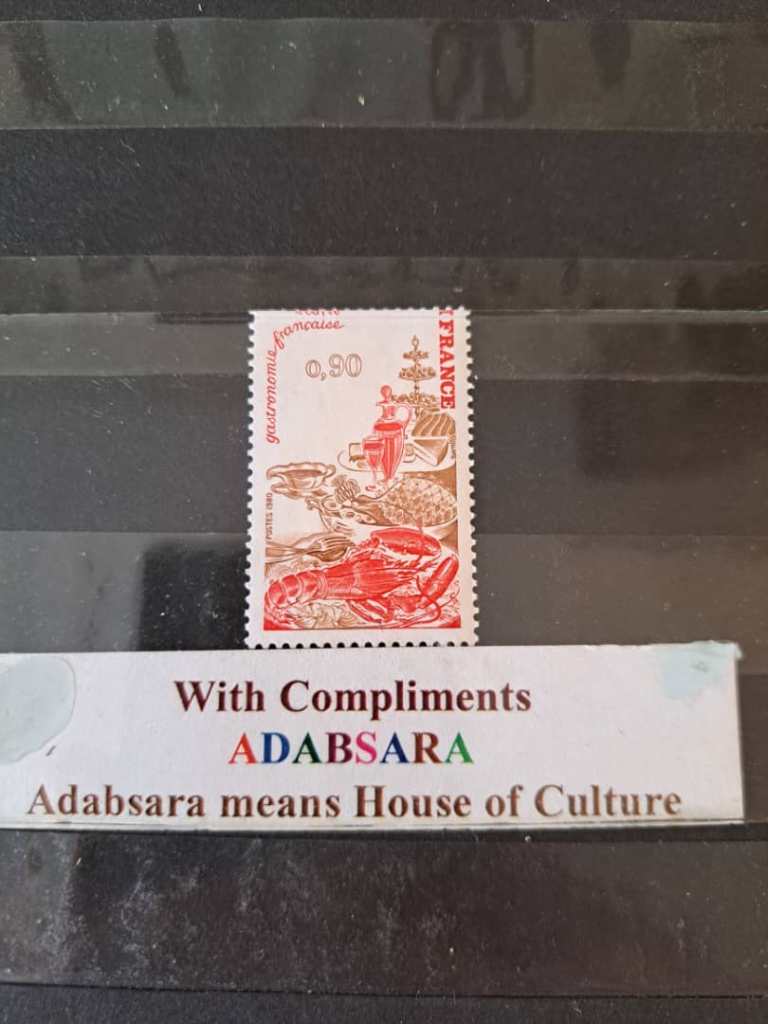 gastronomie française
0,90
FRANCE
POSTES 1980
With Compliments
ADABSARA
Adabsara means House of Culture